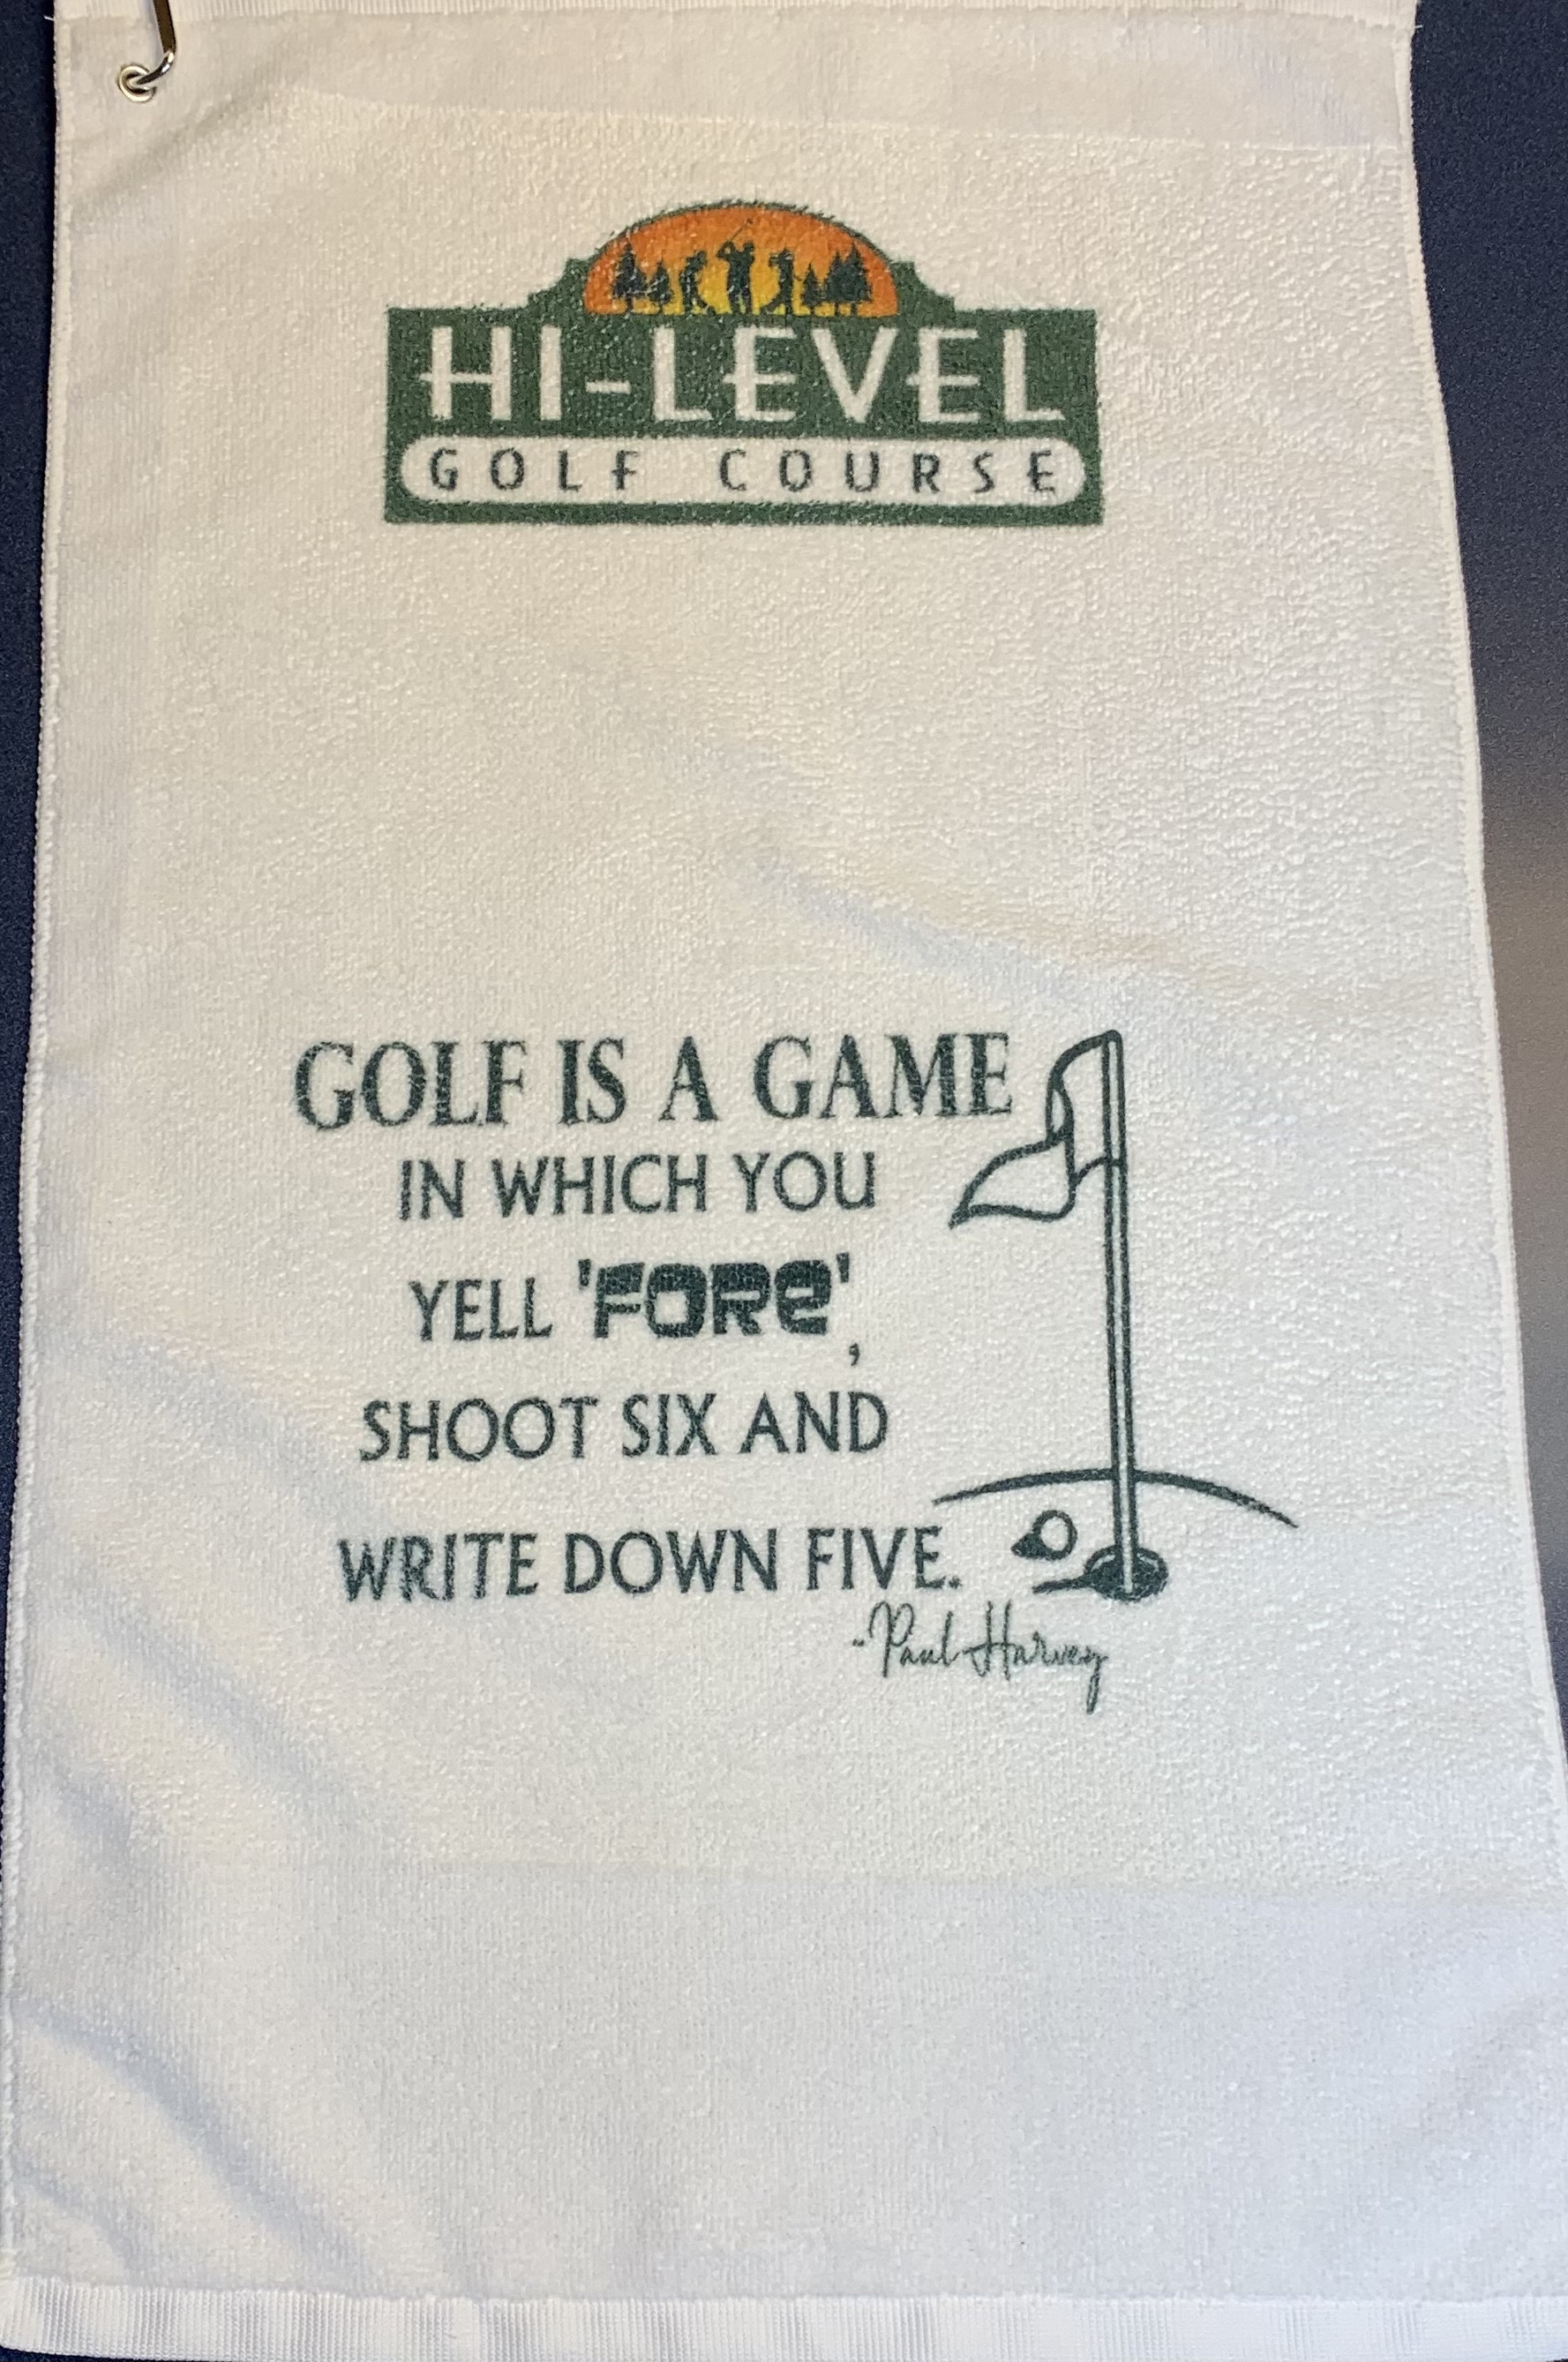 HI-LEVEL
GOLF COURSE
GOLF IS A GAME
IN WHICH YOU
YELL 'FORe',
SHOOT SIX AND
WRITE DOWN FIVE.
-Paul Harvey